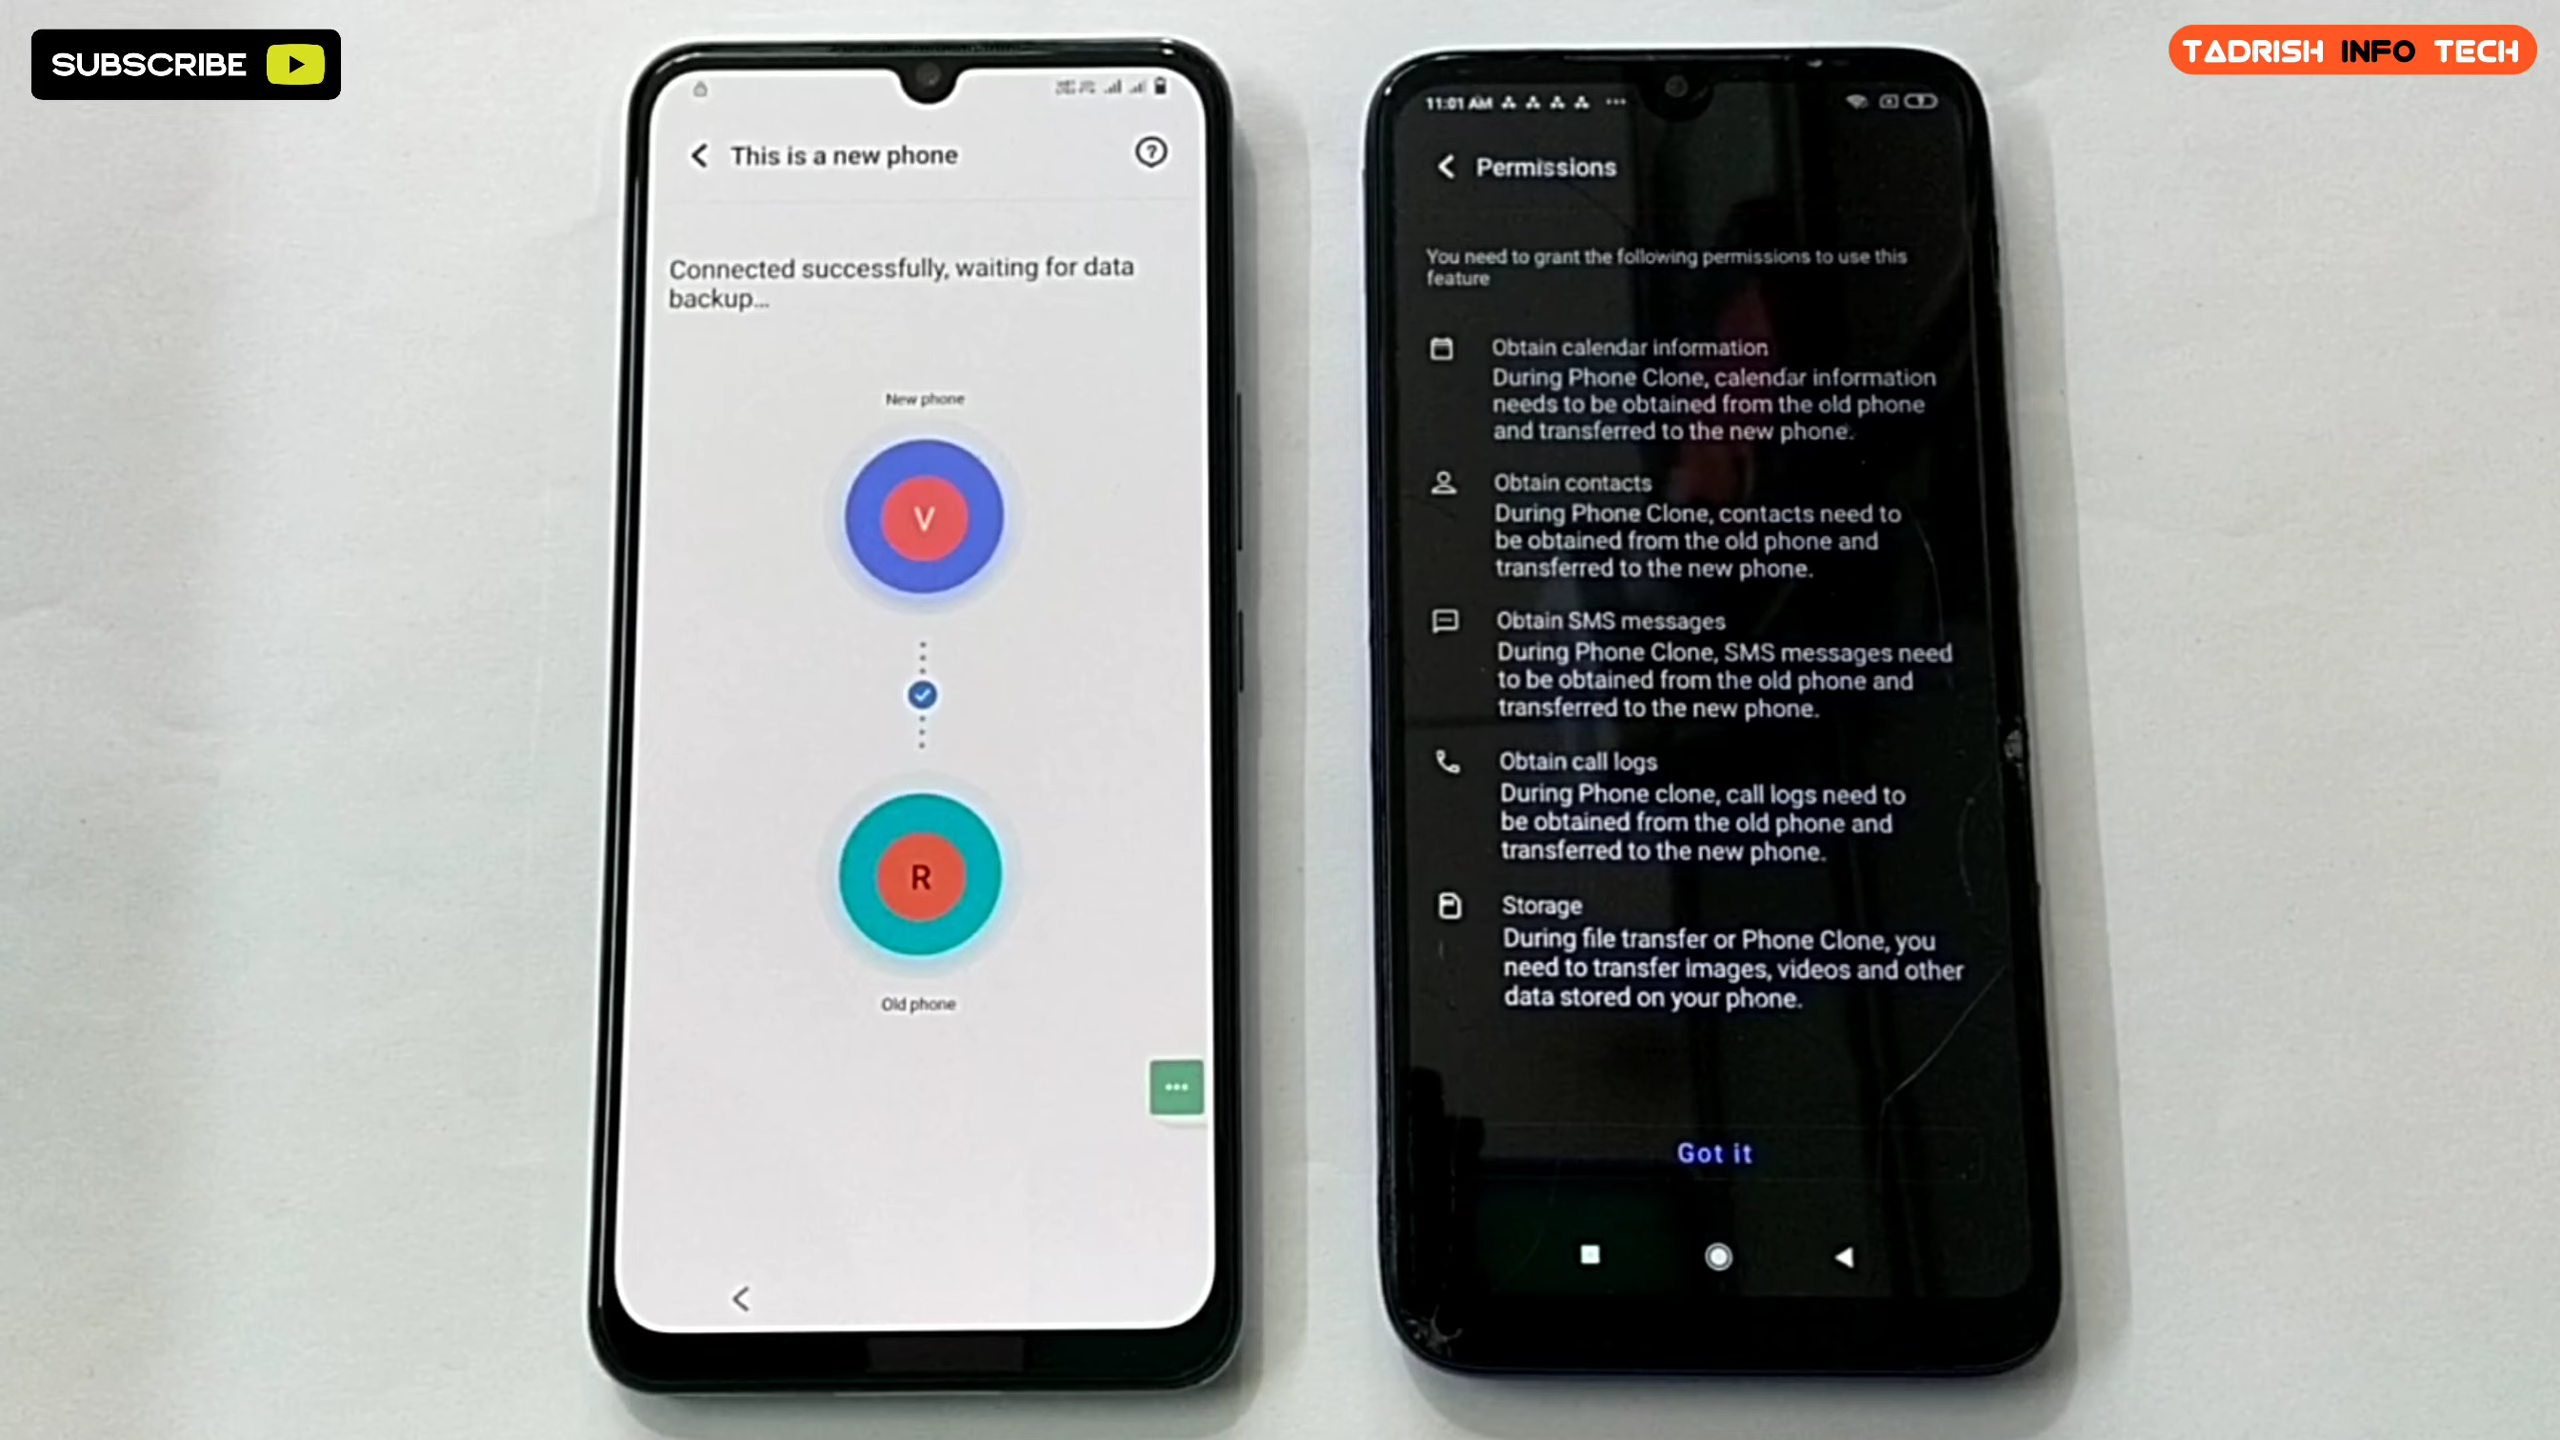 SUBSCRIBE
TADRISH INFO TECH
This is a new phone
Connected successfully, waiting for data
backup...
New phone
V
R
Old phone
11:01 AM
Permissions
You need to grant the following permissions to use this
feature
Obtain calendar information
During Phone Clone, calendar information
needs to be obtained from the old phone
and transferred to the new phone.
Obtain contacts
During Phone Clone, contacts need to
be obtained from the old phone and
transferred to the new phone.
Obtain SMS messages
During Phone Clone, SMS messages need
to be obtained from the old phone and
transferred to the new phone.
Obtain call logs
During Phone clone, call logs need to
be obtained from the old phone and
transferred to the new phone.
Storage
During file transfer or Phone Clone, you
need to transfer images, videos and other
data stored on your phone.
Got it